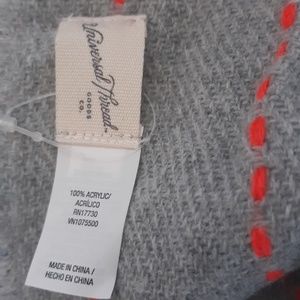 Universal Thread
GOODS
CO.
100% ACRYLIC/
ACRÍLICO
RN17730
VN1075500
MADE IN CHINA /
HECHO EN CHINA